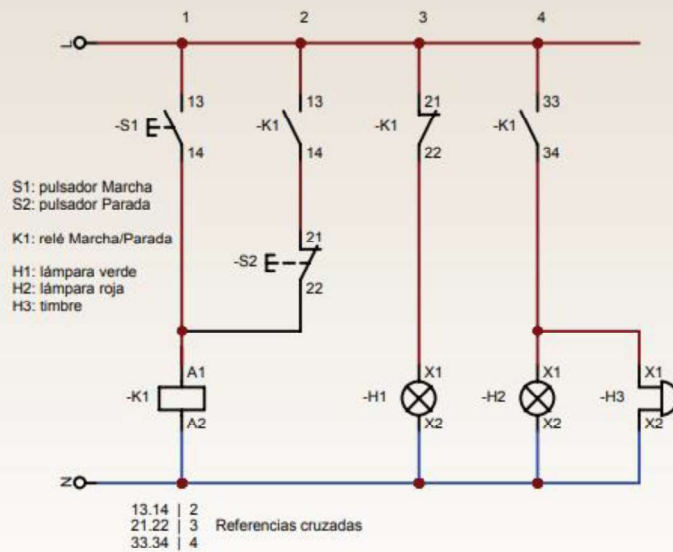 1 2 3 4
L
13 13 21 33
-S1 -K1 -K1 -K1
14 14 22 34
S1: pulsador Marcha
S2: pulsador Parada
21
K1: relé Marcha/Parada
-S2
H1: lámpara verde
22
H2: lámpara roja
H3: timbre
A1 X1 X1 X1
-K1 -H1 -H2 -H3
A2 X2 X2 X2
N
13.14 | 2
21.22 | 3 Referencias cruzadas
33.34 | 4